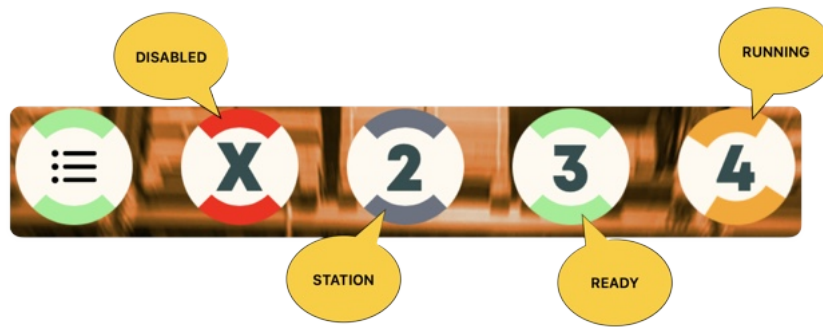 DISABLED
RUNNING
X 2 3 4
STATION
READY